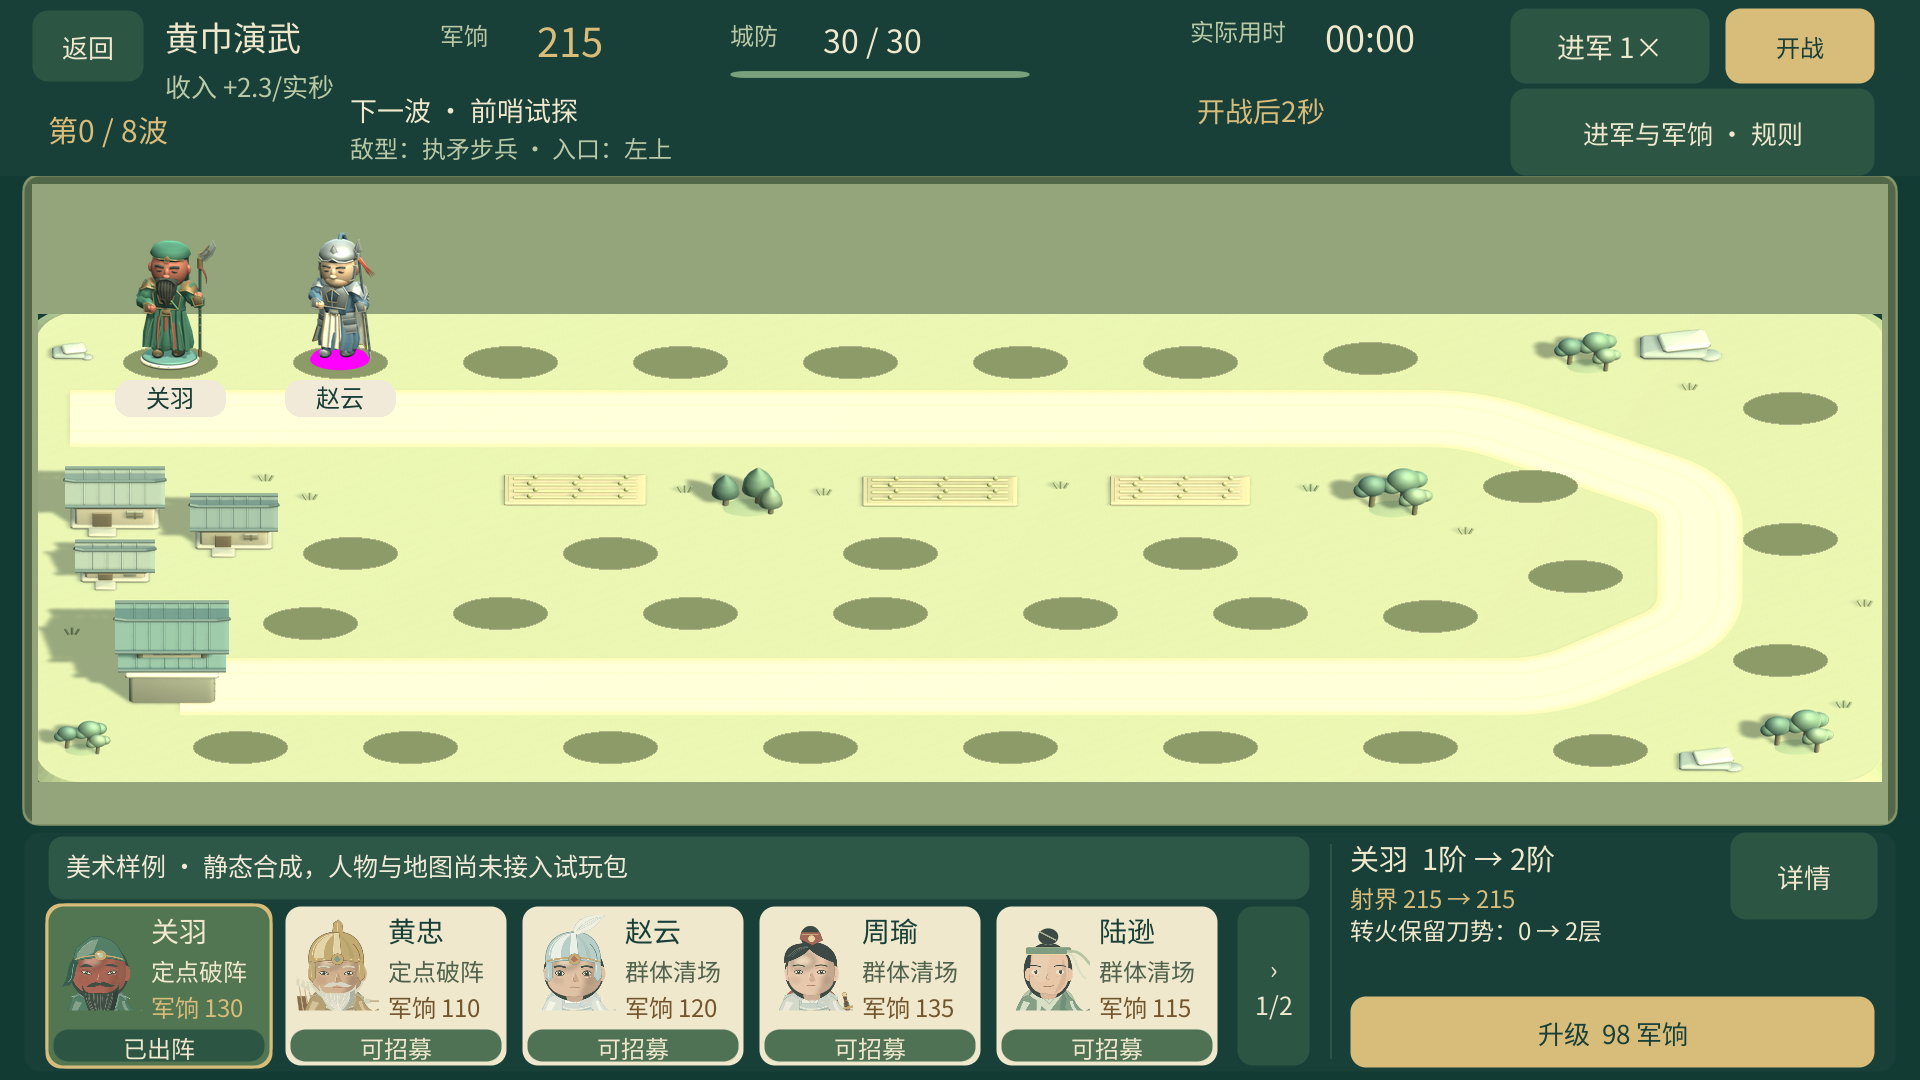 返回
黄巾演武
收入 +2.3/实秒
军饷
215
城防
30 / 30
实际用时
00:00
进军 1×
开战
第0 / 8波
下一波 · 前哨试探
敌型：执矛步兵 · 入口：左上
开战后2秒
进军与军饷 · 规则
关羽
赵云
美术样例 · 静态合成，人物与地图尚未接入试玩包
关羽
定点破阵
军饷 130
已出阵
黄忠
定点破阵
军饷 110
可招募
赵云
群体清场
军饷 120
可招募
周瑜
群体清场
军饷 135
可招募
陆逊
群体清场
军饷 115
可招募
›
1/2
关羽 1阶 → 2阶
射界 215 → 215
转火保留刀势：0 → 2层
详情
升级 98 军饷